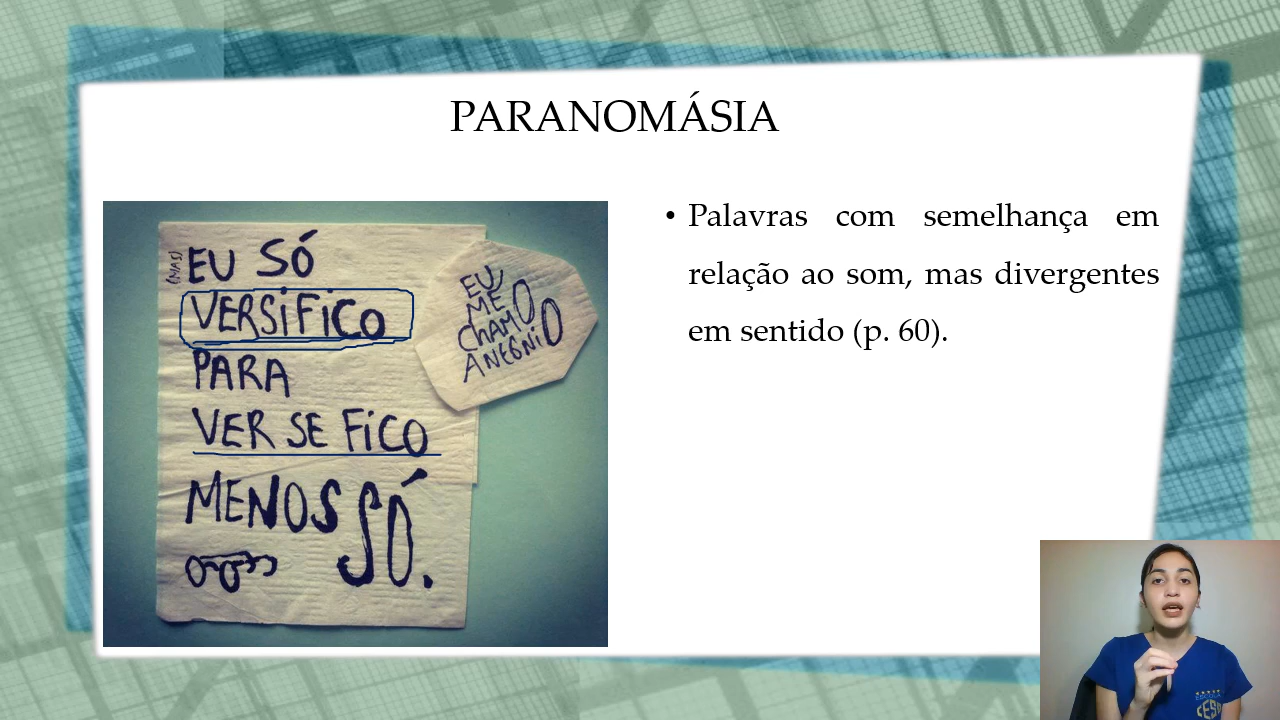 PARANOMÁSIA
(MAS)
EU SÓ
VERSIFICO
PARA
VER SE FICO
MENOS SÓ.
EU
ME
CHAMO
ANTÔNIO
• Palavras com semelhança em
relação ao som, mas divergentes
em sentido (p. 60).
ESCOLA